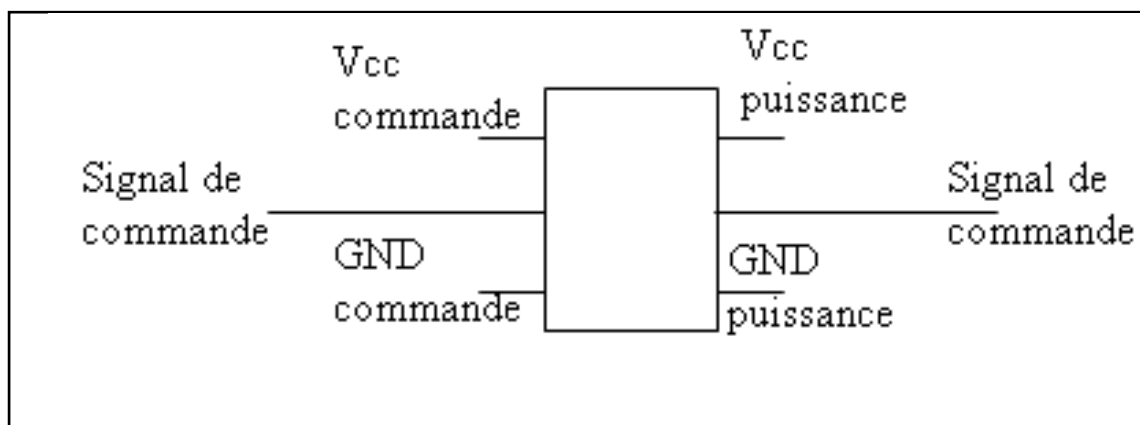 Vcc
commande
Vcc
puissance
Signal de
commande
Signal de
commande
GND
commande
GND
puissance